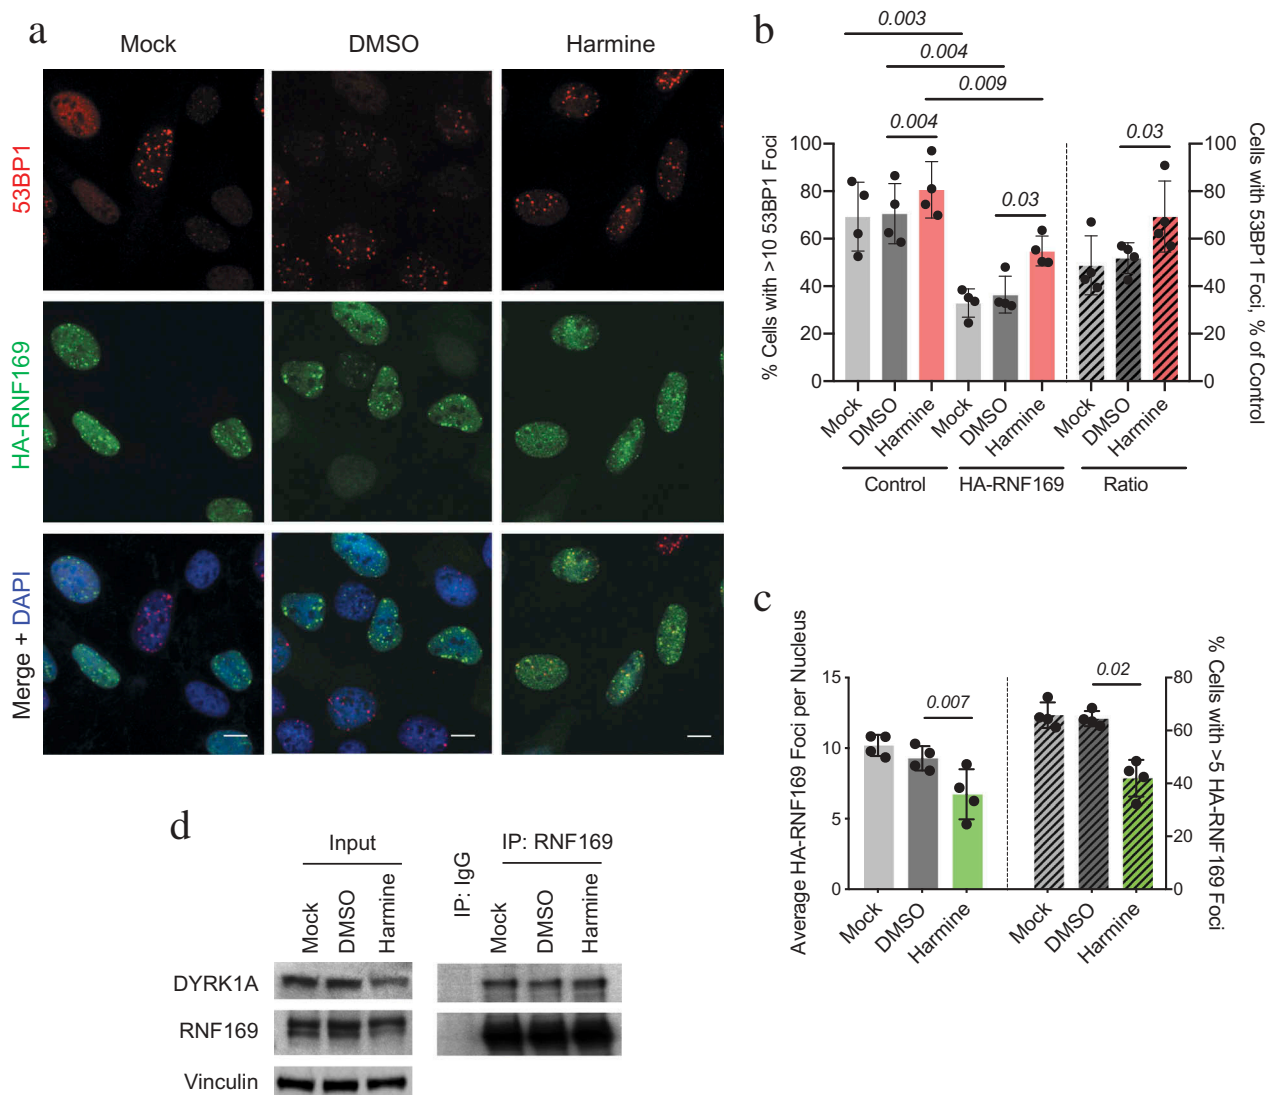 a
Mock
DMSO
Harmine
53BP1
HA-RNF169
Merge + DAPI
b
0.003
0.004
0.009
0.004
0.03
0.03
% Cells with >10 53BP1 Foci
100
80
60
40
20
0
100
80
60
40
20
0
Cells with 53BP1 Foci, % of Control
Mock
DMSO
Harmine
Mock
DMSO
Harmine
Mock
DMSO
Harmine
Control
HA-RNF169
Ratio
c
Average HA-RNF169 Foci per Nucleus
15
10
5
0
0.007
0.02
80
60
40
20
0
% Cells with >5 HA-RNF169 Foci
Mock
DMSO
Harmine
Mock
DMSO
Harmine
d
Input
IP: IgG
IP: RNF169
Mock
DMSO
Harmine
Mock
DMSO
Harmine
DYRK1A
RNF169
Vinculin